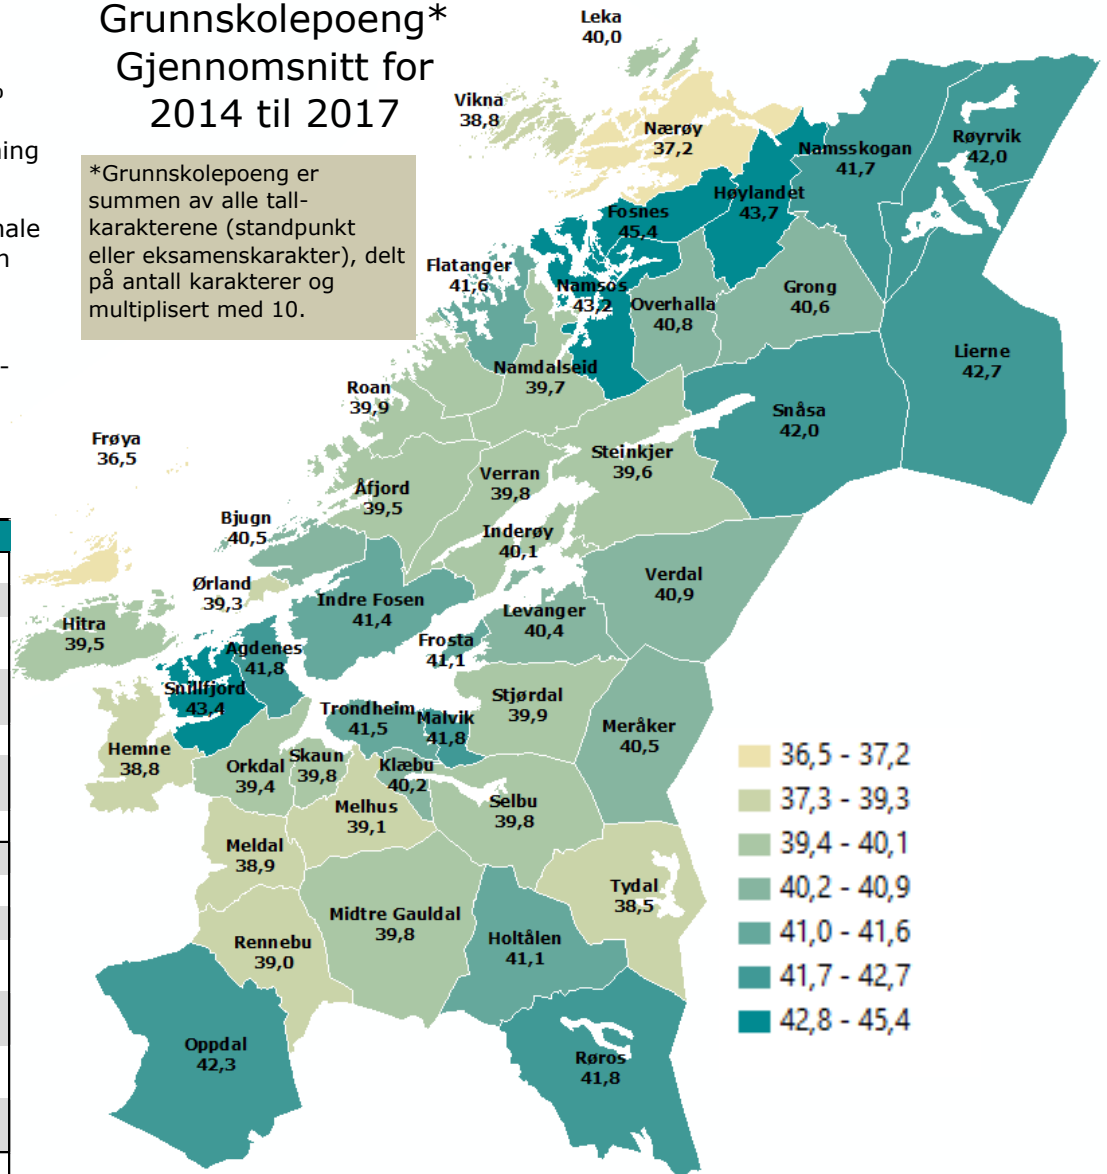 Grunnskolepoeng*
Gjennomsnitt for
2014 til 2017
*Grunnskolepoeng er
summen av alle tall-
karakterene (standpunkt
eller eksamenskarakter), delt
på antall karakterer og
multiplisert med 10.
Leka
40,0
Vikna
38,8
Nærøy
37,2
Namsskogan
41,7
Røyrvik
42,0
Høylandet
43,7
Fosnes
45,4
Flatanger
41,6
Namsos
43,2
Overhalla
40,8
Grong
40,6
Lierne
42,7
Namdalseid
39,7
Roan
39,9
Snåsa
42,0
Frøya
36,5
Steinkjer
39,6
Verran
39,8
Åfjord
39,5
Bjugn
40,5
Inderøy
40,1
Verdal
40,9
Ørland
39,3
Indre Fosen
41,4
Levanger
40,4
Hitra
39,5
Frosta
41,1
Agdenes
41,8
Snillfjord
43,4
Stjørdal
39,9
Trondheim
41,5
Malvik
41,8
Meråker
40,5
Hemne
38,8
Orkdal
39,4
Skaun
39,8
Klæbu
40,2
Selbu
39,8
Melhus
39,1
Meldal
38,9
Tydal
38,5
Midtre Gauldal
39,8
Rennebu
39,0
Holtålen
41,1
Oppdal
42,3
Røros
41,8
36,5 - 37,2
37,3 - 39,3
39,4 - 40,1
40,2 - 40,9
41,0 - 41,6
41,7 - 42,7
42,8 - 45,4